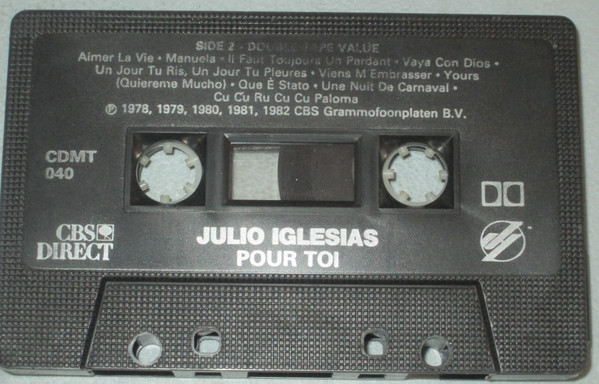 SIDE 2 - DOUBLE TAPE VALUE
Aimer La Vie • Manuela • Il Faut Toujours Un Perdant • Vaya Con Dios •
Un Jour Tu Ris, Un Jour Tu Pleures • Viens M Embrasser • Yours
(Quiereme Mucho) • Que È Stato • Une Nuit De Carnaval •
Cu Cu Ru Cu Cu Paloma
℗ 1978, 1979, 1980, 1981, 1982 CBS Grammofoonplaten B.V.
CDMT
040
CBS
DIRECT
JULIO IGLESIAS
POUR TOI